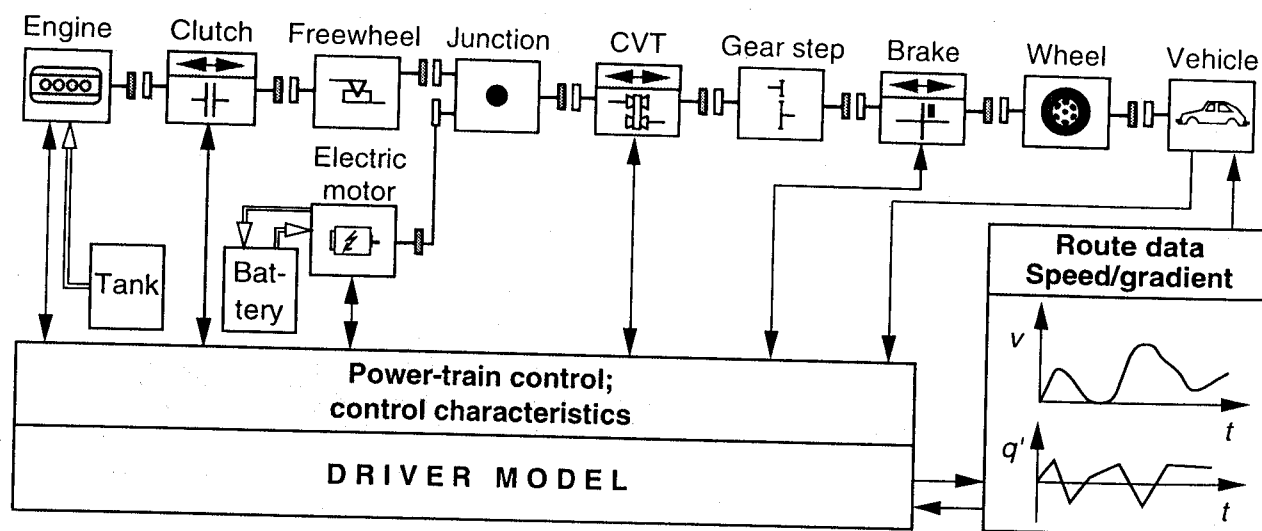 Engine
Clutch
Freewheel
Junction
CVT
Gear step
Brake
Wheel
Vehicle
Electric
motor
Tank
Bat-
tery
Route data
Speed/gradient
v
t
q'
t
Power-train control;
control characteristics
DRIVER MODEL